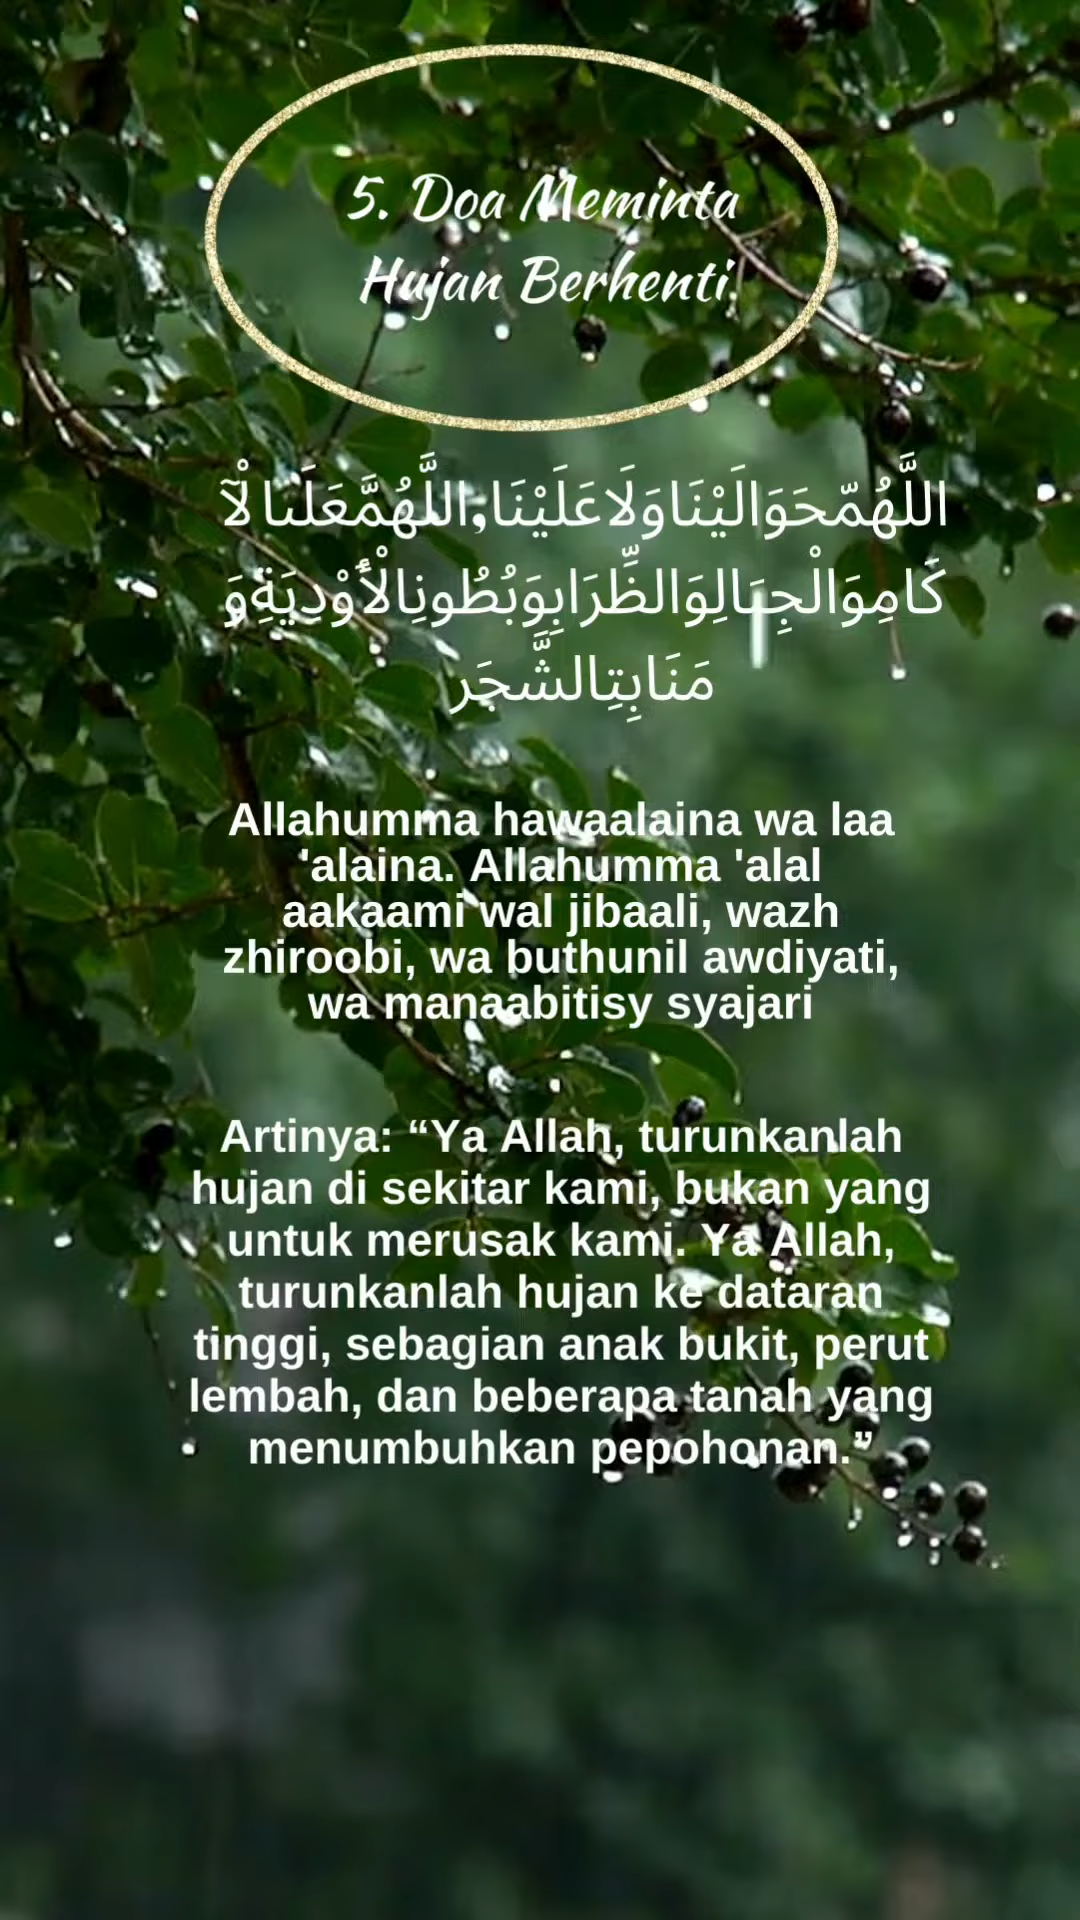 5. Doa Meminta
Hujan Berhenti.
اللَّهُمّحَوَالَيْنَاوَلَاعَلَيْنَا,اللَّهُمَّعَلَىَا لْآ
كَامِوَالْجِبَالِوَالظِّرَابِوَبُطُونِالْأَوْدِيَةِوَ
مَنَابِتِالشَّجَر
Allahumma hawaalaina wa laa
'alaina. Allahumma 'alal
aakaami wal jibaali, wazh
zhiroobi, wa buthunil awdiyati,
wa manaabitisy syajari
Artinya: “Ya Allah, turunkanlah
hujan di sekitar kami, bukan yang
untuk merusak kami. Ya Allah,
turunkanlah hujan ke dataran
tinggi, sebagian anak bukit, perut
lembah, dan beberapa tanah yang
menumbuhkan pepohonan.”